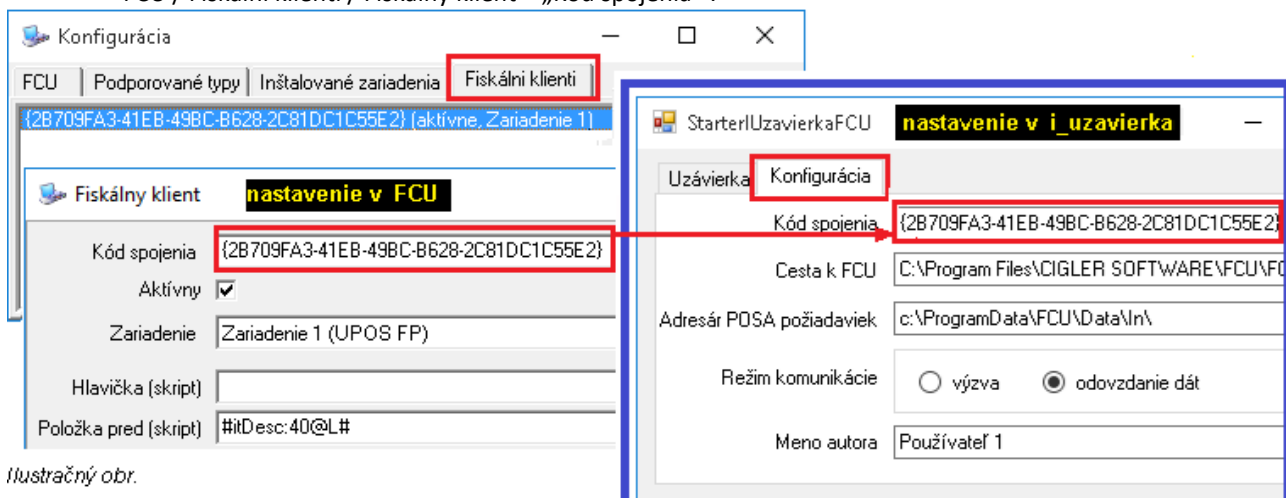 Konfigurácia
FCU Podporované typy Inštalované zariadenia Fiškálni klienti
{2B709FA3-41EB-49BC-B628-2C81DC1C55E2} (aktívne, Zariadenie 1)
Fiškálny klient nastavenie v FCU
Kód spojenia {2B709FA3-41EB-49BC-B628-2C81DC1C55E2}
Aktívny
Zariadenie Zariadenie 1 (UPOS FP)
Hlavička (skript)
Položka pred (skript) #itDesc:40@L#
StarterIUzavierkaFCU nastavenie v i_uzavierka
Uzávierka Konfigurácia
Kód spojenia {2B709FA3-41EB-49BC-B628-2C81DC1C55E2}
Cesta k FCU C:\Program Files\CIGLER SOFTWARE\FCU\
Adresár POSA požiadaviek c:\ProgramData\FCU\Data\In\
Režim komunikácie výzva odovzdanie dát
Meno autora Používateľ 1
Ilustračný obr.